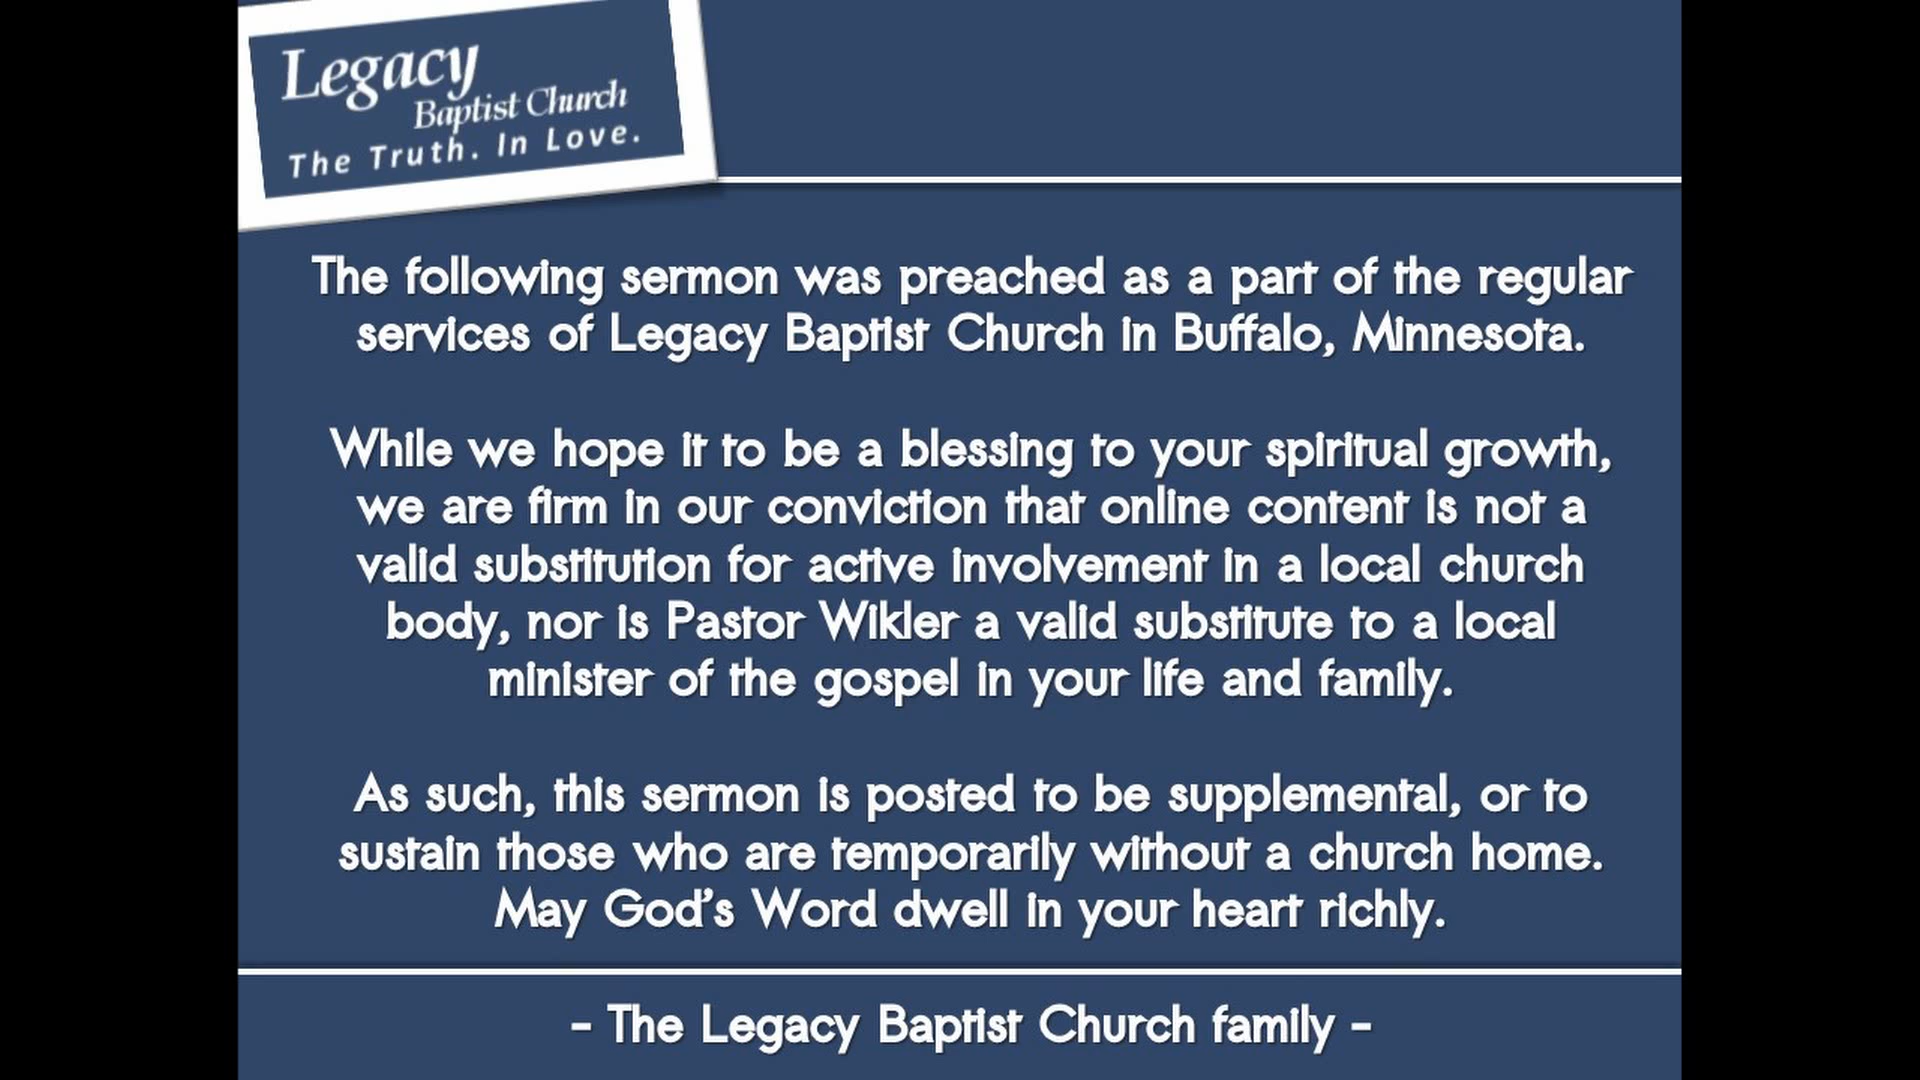 Legacy
Baptist Church
The Truth. In Love.
The following sermon was preached as a part of the regular
services of Legacy Baptist Church in Buffalo, Minnesota.
While we hope it to be a blessing to your spiritual growth,
we are firm in our conviction that online content is not a
valid substitution for active involvement in a local church
body, nor is Pastor Wikler a valid substitute to a local
minister of the gospel in your life and family.
As such, this sermon is posted to be supplemental, or to
sustain those who are temporarily without a church home.
May God's Word dwell in your heart richly.
- The Legacy Baptist Church family -